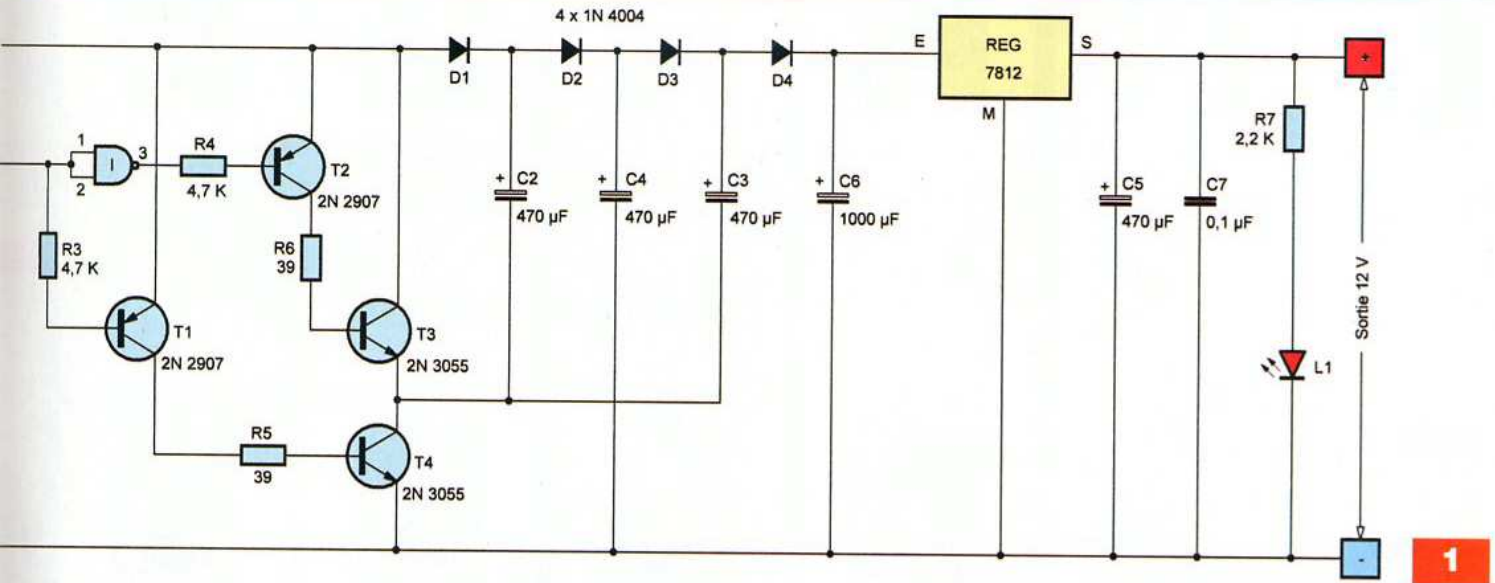 4 x 1N 4004
D1
D2
D3
D4
E
REG
7812
S
M
+
1
2
I
3
R4
4,7 K
T2
2N 2907
R3
4,7 K
R6
39
T1
2N 2907
T3
2N 3055
R5
39
T4
2N 3055
+ C2
470 µF
+ C4
470 µF
+ C3
470 µF
+ C6
1000 µF
+ C5
470 µF
C7
0,1 µF
R7
2,2 K
L1
Sortie 12 V
-
1